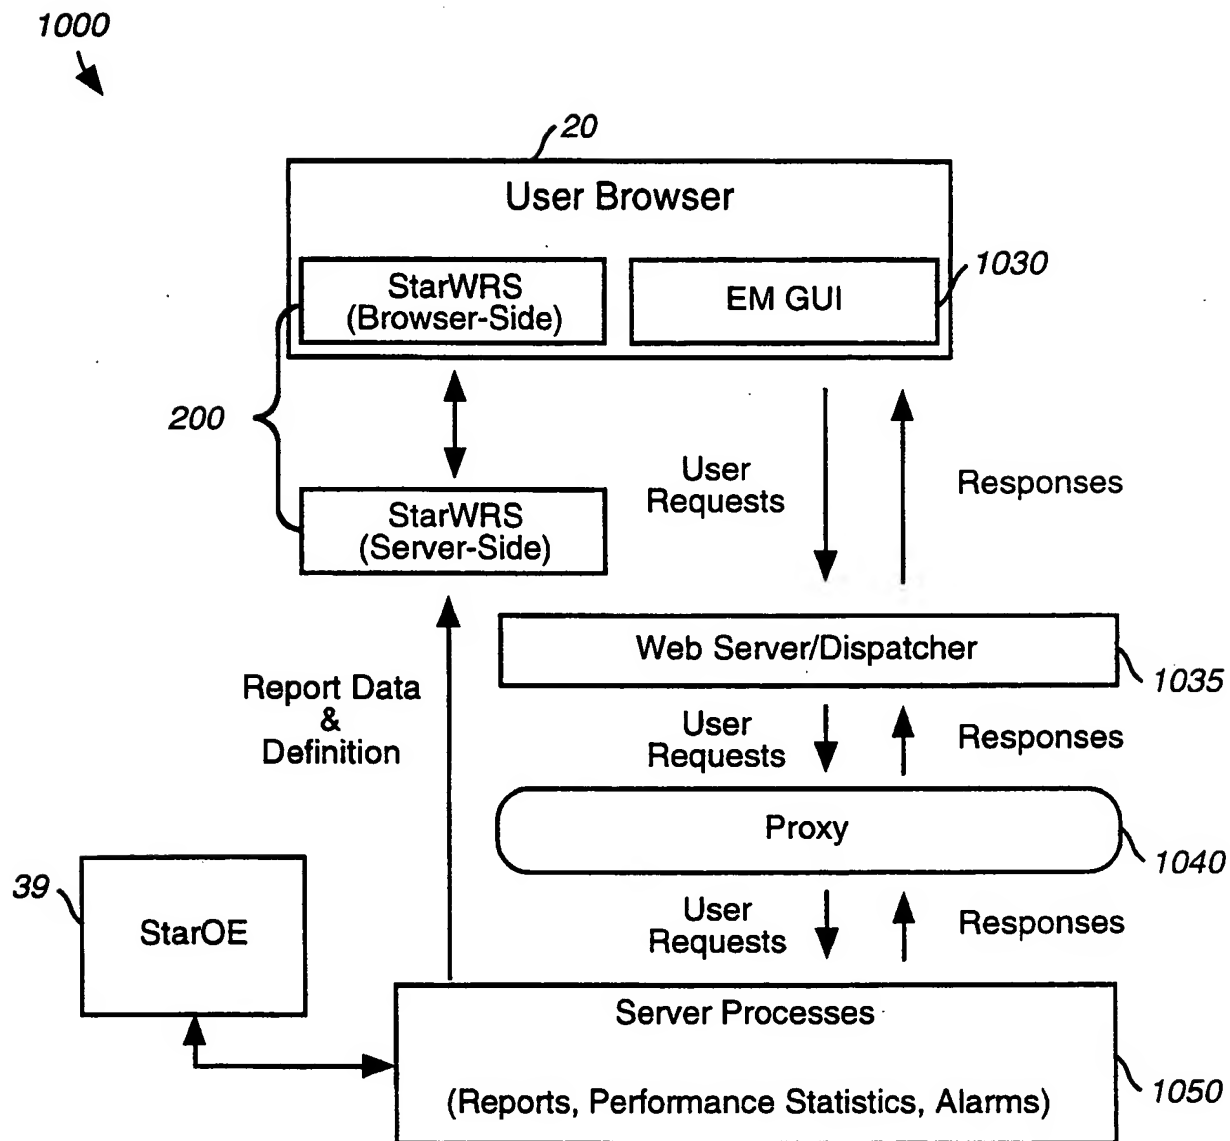 1000
20
User Browser
StarWRS
(Browser-Side)
EM GUI
1030
200
User
Requests
Responses
StarWRS
(Server-Side)
Web Server/Dispatcher
1035
Report Data
&
Definition
User
Requests
Responses
Proxy
1040
39
StarOE
User
Requests
Responses
Server Processes
(Reports, Performance Statistics, Alarms)
1050